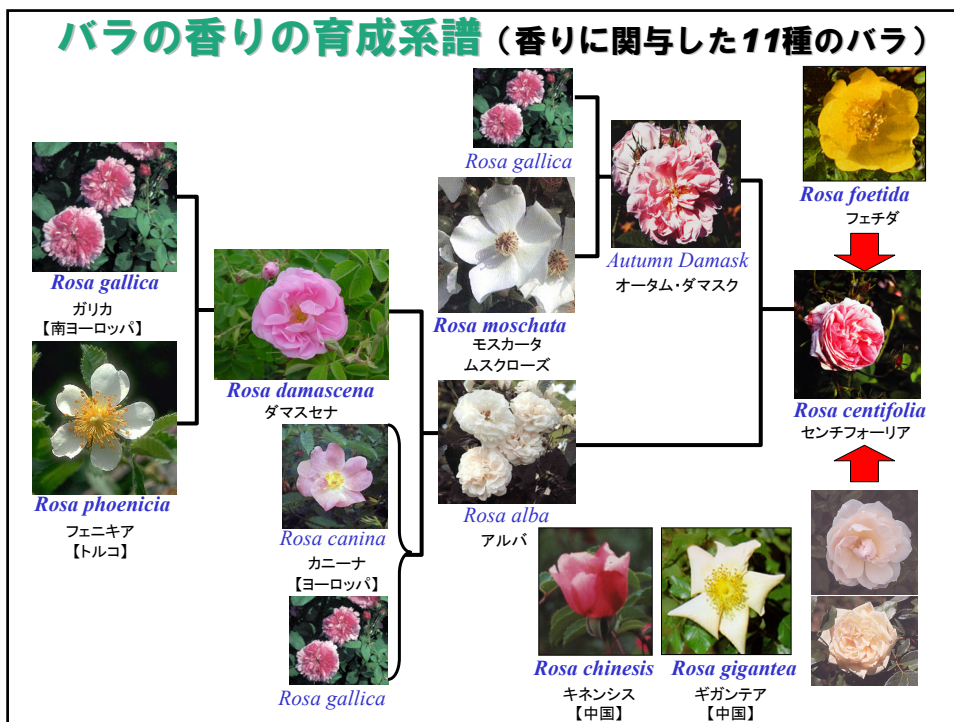 バラの香りの育成系譜（香りに関与した11種のバラ）
Rosa gallica
ガリカ
【南ヨーロッパ】
Rosa phoenicia
フェニキア
【トルコ】
Rosa damascena
ダマスセナ
Rosa canina
カニーナ
【ヨーロッパ】
Rosa gallica
Rosa gallica
Rosa moschata
モスカータ
ムスクローズ
Rosa alba
アルバ
Autumn Damask
オータム・ダマスク
Rosa foetida
フェチダ
Rosa centifolia
センチフォーリア
Rosa chinesis
キネンシス
【中国】
Rosa gigantea
ギガンテア
【中国】